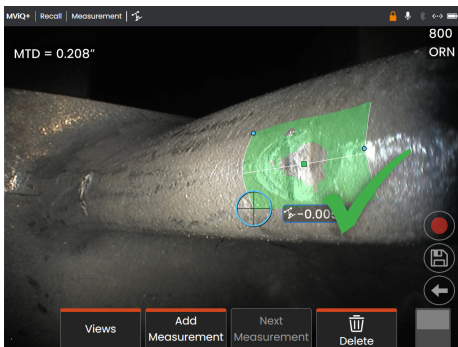 MViQ+ Recall Measurement
800
MTD = 0.208"
ORN
-0.005
Views
Add
Measurement
Next
Measurement
Delete